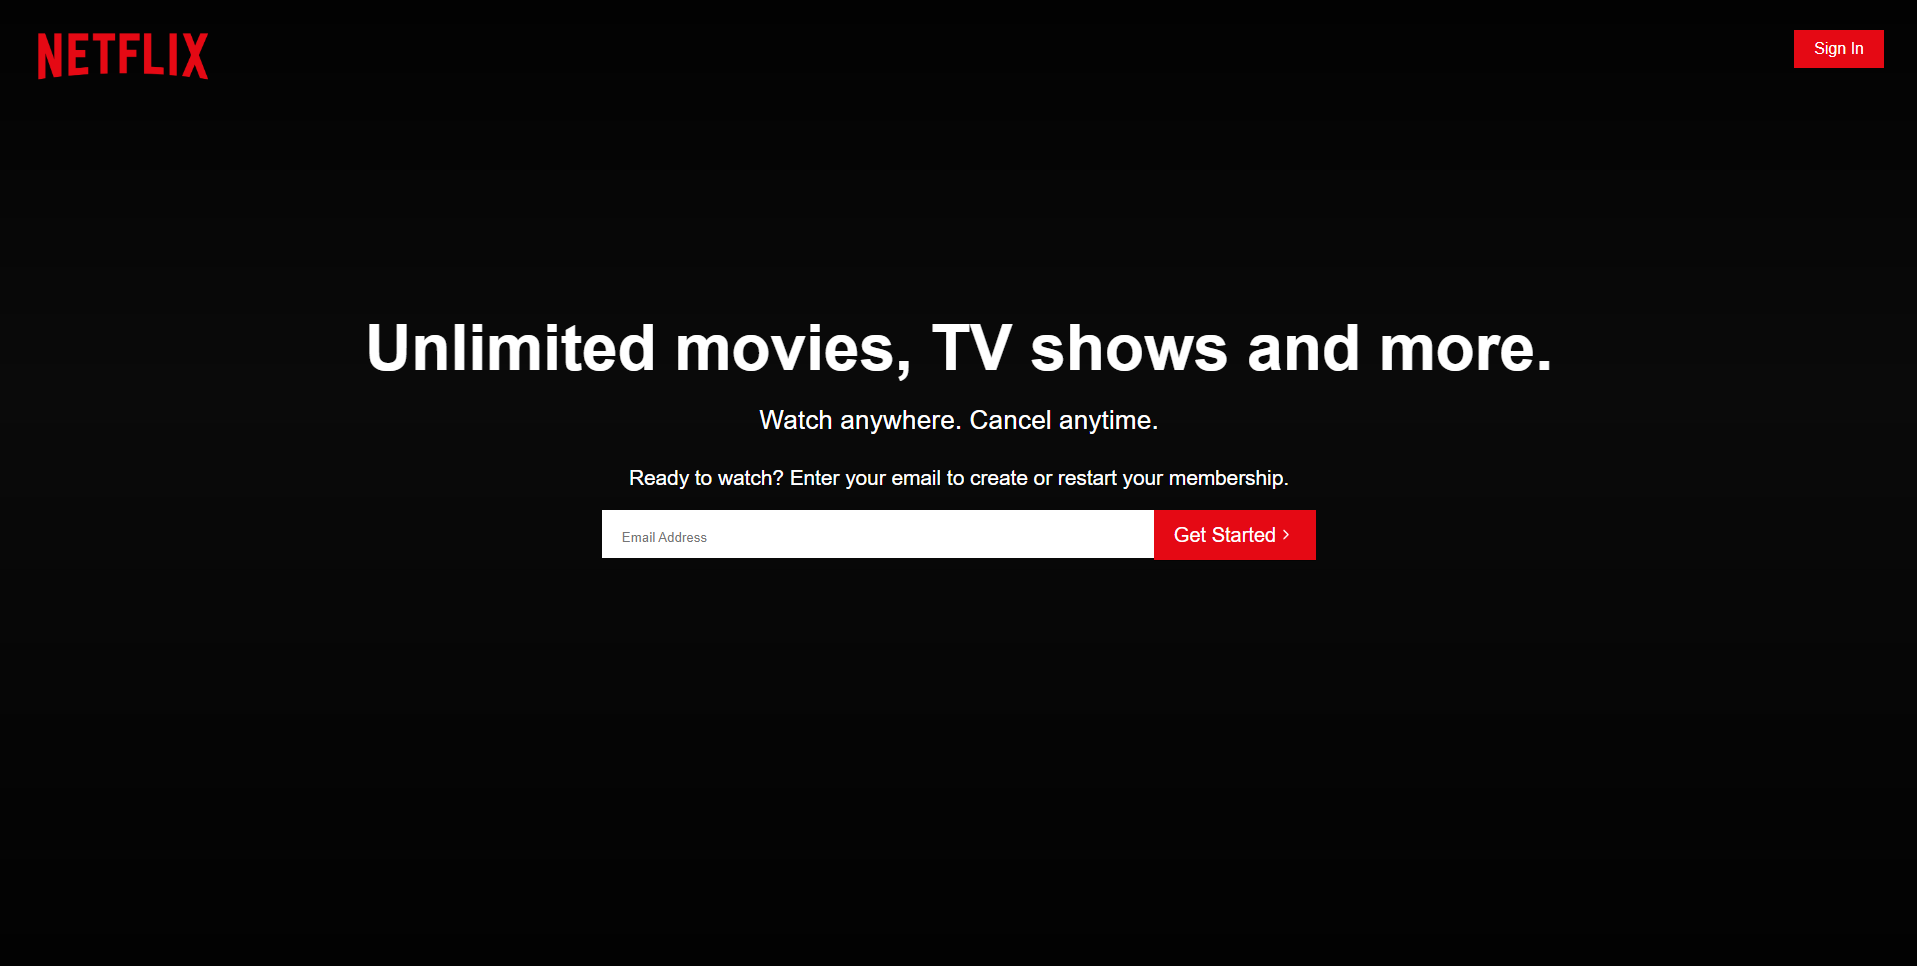 NETFLIX
Sign In
Unlimited movies, TV shows and more.
Watch anywhere. Cancel anytime.
Ready to watch? Enter your email to create or restart your membership.
Email Address
Get Started >